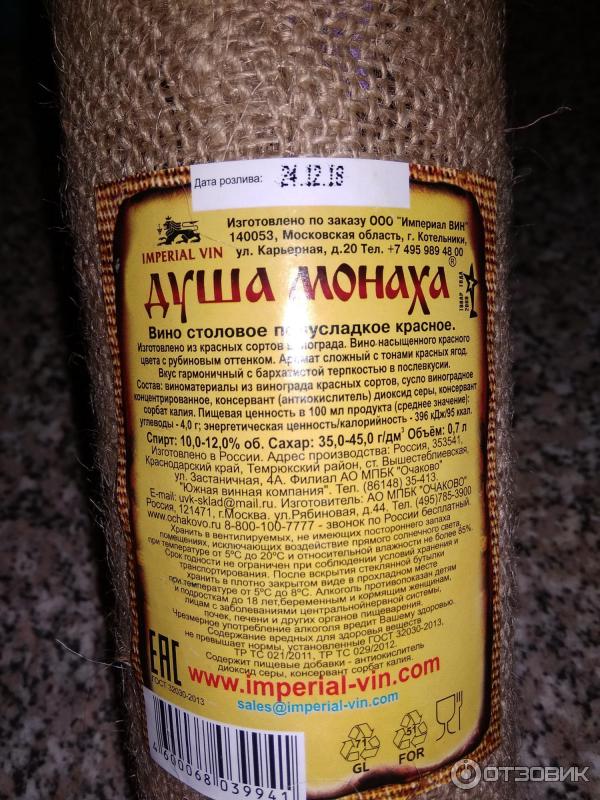 Дата розлива: 24.12.18
Изготовлено по заказу ООО "Империал ВИН"
140053, Московская область, г. Котельники,
ул. Карьерная, д.20 Тел. +7 495 989 48 00
IMPERIAL VIN
ДУША МОНАХА®
ТОВАР ГОДА 2009
Вино столовое полусладкое красное.
Изготовлено из красных сортов винограда. Вино насыщенного красного
цвета с рубиновым оттенком. Аромат сложный с тонами красных ягод.
Вкус гармоничный с бархатистой терпкостью в послевкусии.
Состав: виноматериалы из винограда красных сортов, сусло виноградное
концентрированное, консервант (антиокислитель) диоксид серы, консервант
сорбат калия. Пищевая ценность в 100 мл продукта (среднее значение):
углеводы - 4,0 г; энергетическая ценность/калорийность - 396 кДж/95 ккал.
Спирт: 10,0-12,0% об. Сахар: 35,0-45,0 г/дм³ Объём: 0,7 л
Изготовлено в России. Адрес производства: Россия, 353541,
Краснодарский край, Темрюкский район, ст. Вышестеблиевская,
ул. Застаничная, 4А. Филиал АО МПБК "Очаково"
"Южная винная компания". Тел. (86148) 35-413.
E-mail: uvk-sklad@mail.ru. Изготовитель: АО МПБК "ОЧАКОВО"
Россия, 121471, г.Москва, ул.Рябиновая, д.44. Тел. (495)785-3900
www.ochakovo.ru 8-800-100-7777 - звонок по России бесплатный.
Хранить в вентилируемых, не имеющих постороннего запаха
помещениях, исключающих воздействие прямого солнечного света,
при температуре от 5ºС до 20ºС и относительной влажности не более 85%.
Срок годности не ограничен при соблюдении условий хранения и
транспортирования. После вскрытия стеклянной бутылки
хранить в плотно закрытом виде в прохладном месте
при температуре от 5ºС до 8ºС. Алкоголь противопоказан детям
и подросткам до 18 лет,беременным и кормящим женщинам,
лицам с заболеваниями центральнойнервной системы,
почек, печени и других органов пищеварения.
Чрезмерное употребление алкоголя вредит Вашему здоровью.
Содержание вредных для здоровья веществ
не превышает нормы, установленные ГОСТ 32030-2013,
ТР ТС 021/2011, ТР ТС 029/2012.
Содержит пищевые добавки - антиокислитель
диоксид серы, консервант сорбат калия.
EAC
ГОСТ 32030-2013
www.imperial-vin.com
sales@imperial-vin.com
71
GL
51
FOR
4600068039941
ОТЗОВИК